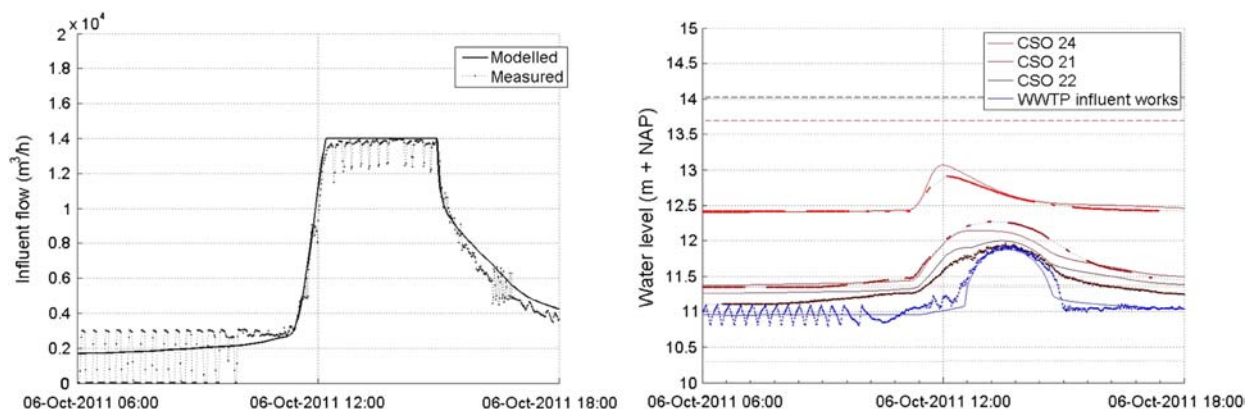 2 x 10⁴
1.8
1.6
1.4
1.2
1
0.8
0.6
0.4
0.2
0
Influent flow (m³/h)
Modelled
Measured
06-Oct-2011 06:00
06-Oct-2011 12:00
06-Oct-2011 18:00
15
14.5
14
13.5
13
12.5
12
11.5
11
10.5
10
Water level (m + NAP)
CSO 24
CSO 21
CSO 22
WWTP influent works
06-Oct-2011 06:00
06-Oct-2011 12:00
06-Oct-2011 18:00